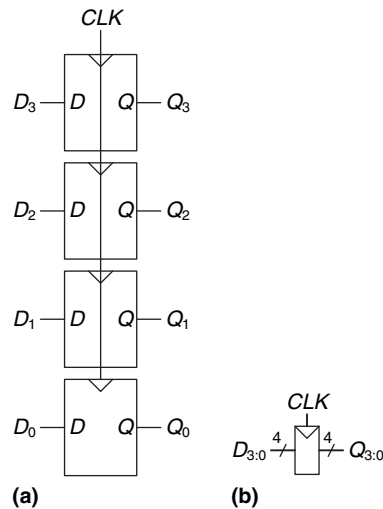 CLK
D₃ D Q Q₃
D₂ D Q Q₂
D₁ D Q Q₁
D₀ D Q Q₀
(a)
CLK
4 4
D₃:₀ Q₃:₀
(b)